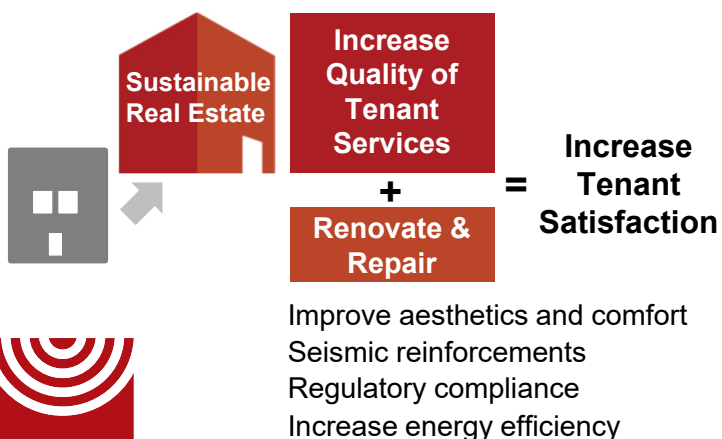 Sustainable
Real Estate
Increase
Quality of
Tenant
Services
+
Renovate &
Repair
=
Increase
Tenant
Satisfaction
Improve aesthetics and comfort
Seismic reinforcements
Regulatory compliance
Increase energy efficiency